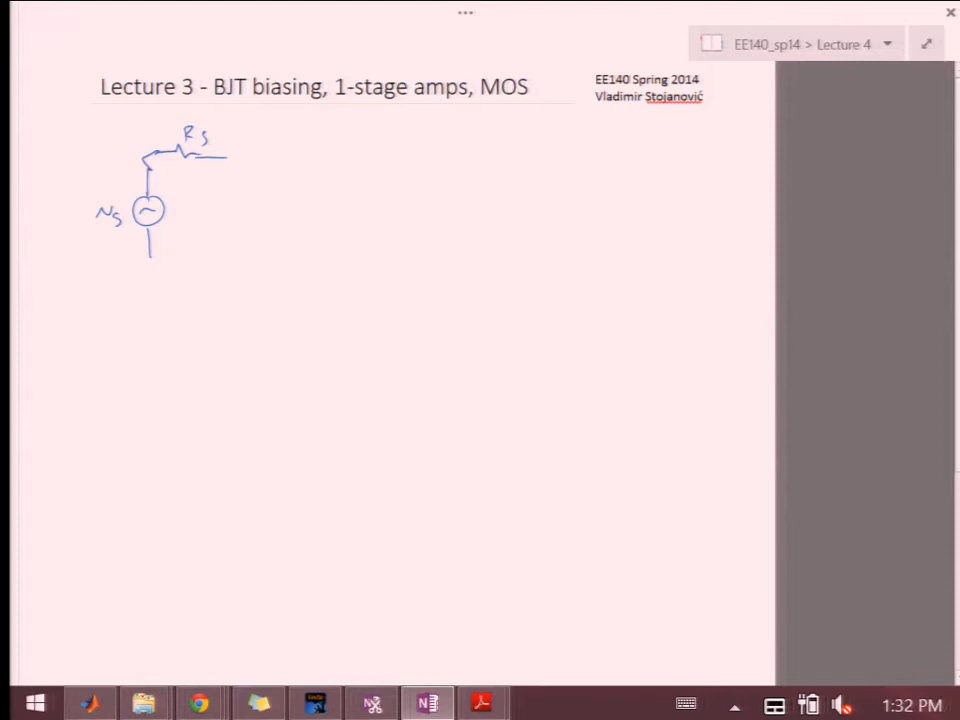 EE140_sp14 > Lecture 4
Lecture 3 - BJT biasing, 1-stage amps, MOS
EE140 Spring 2014
Vladimir Stojanović
RS
vS
1:32 PM